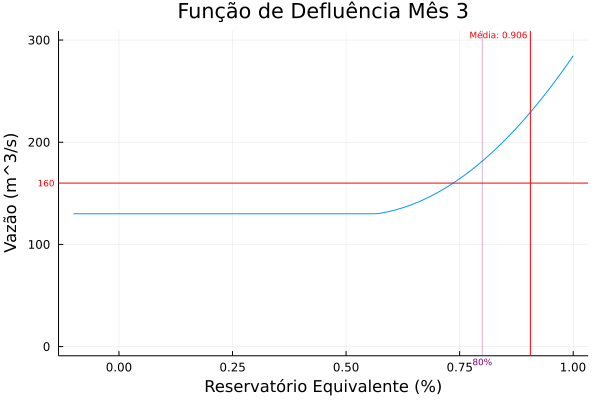 Função de Defluência Mês 3
Média: 0.906
300
200
160
100
0
Vazão (m^3/s)
0.00
0.25
0.50
0.75
80%
1.00
Reservatório Equivalente (%)